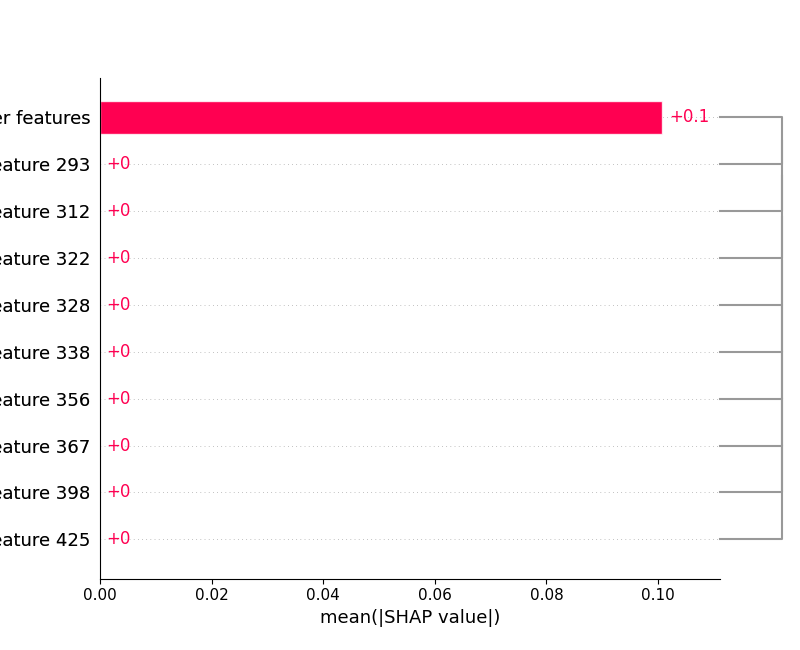 er features +0.1
eature 293 +0
eature 312 +0
eature 322 +0
eature 328 +0
eature 338 +0
eature 356 +0
eature 367 +0
eature 398 +0
eature 425 +0
0.00 0.02 0.04 0.06 0.08 0.10
mean(|SHAP value|)